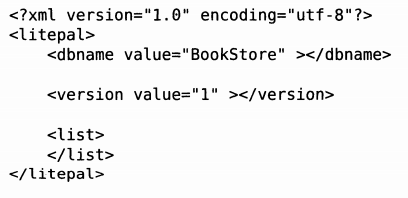 <?xml version="1.0" encoding="utf-8"?>
<litepal>
    <dbname value="BookStore" ></dbname>

    <version value="1" ></version>

    <list>
    </list>
</litepal>